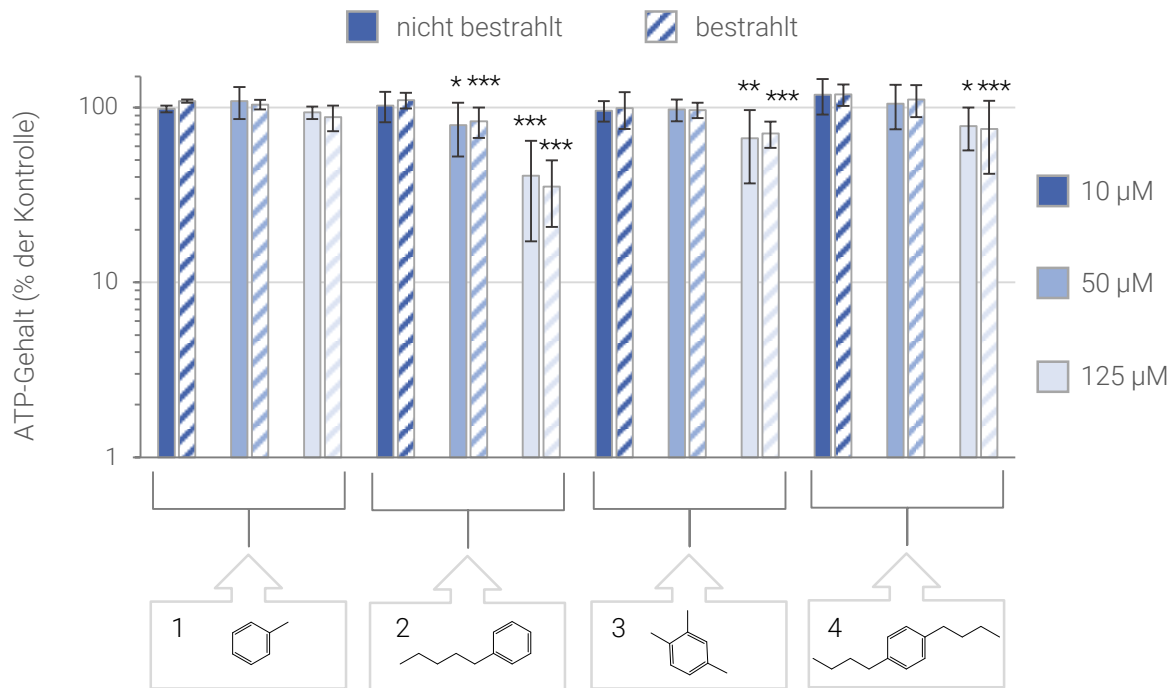 nicht bestrahlt
bestrahlt
ATP-Gehalt (% der Kontrolle)
100
10
1
* ***
*** ***
** ***
* ***
10 µM
50 µM
125 µM
1
2
3
4